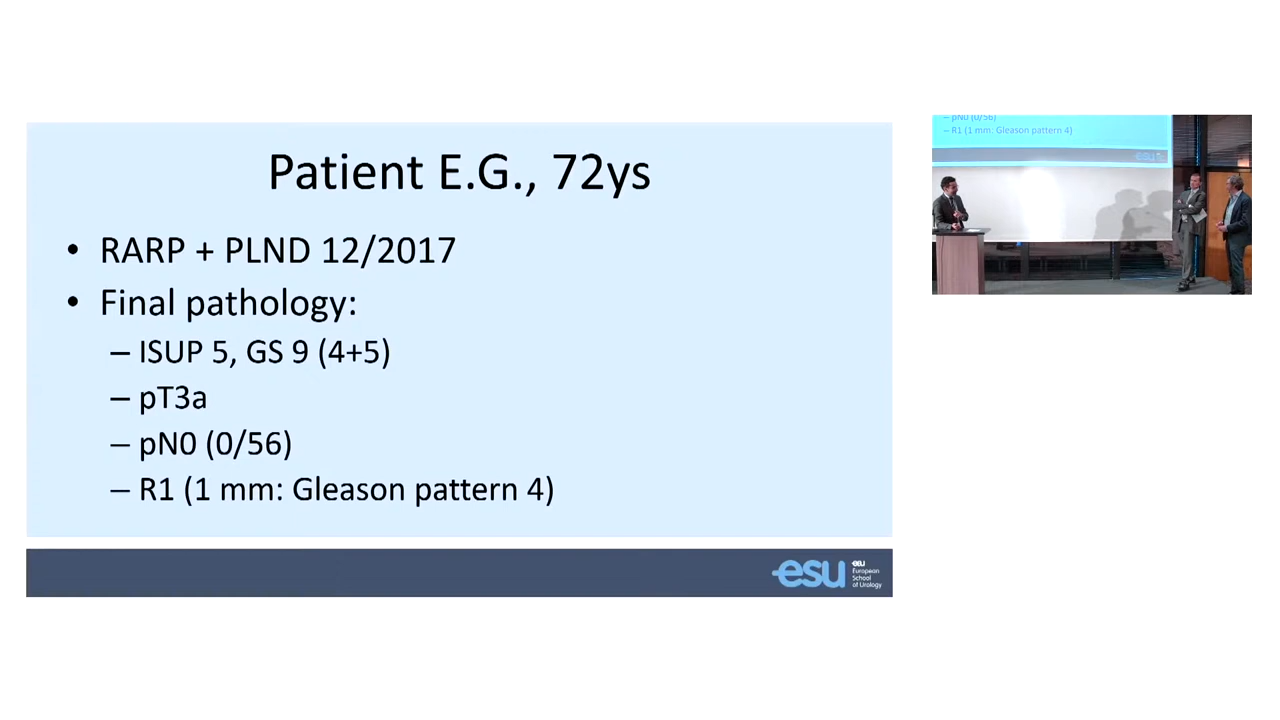 Patient E.G., 72ys
• RARP + PLND 12/2017
• Final pathology:
– ISUP 5, GS 9 (4+5)
– pT3a
– pN0 (0/56)
– R1 (1 mm: Gleason pattern 4)
esu
eau
European
School
of Urology
– pN0 (0/56)
– R1 (1 mm: Gleason pattern 4)
esu